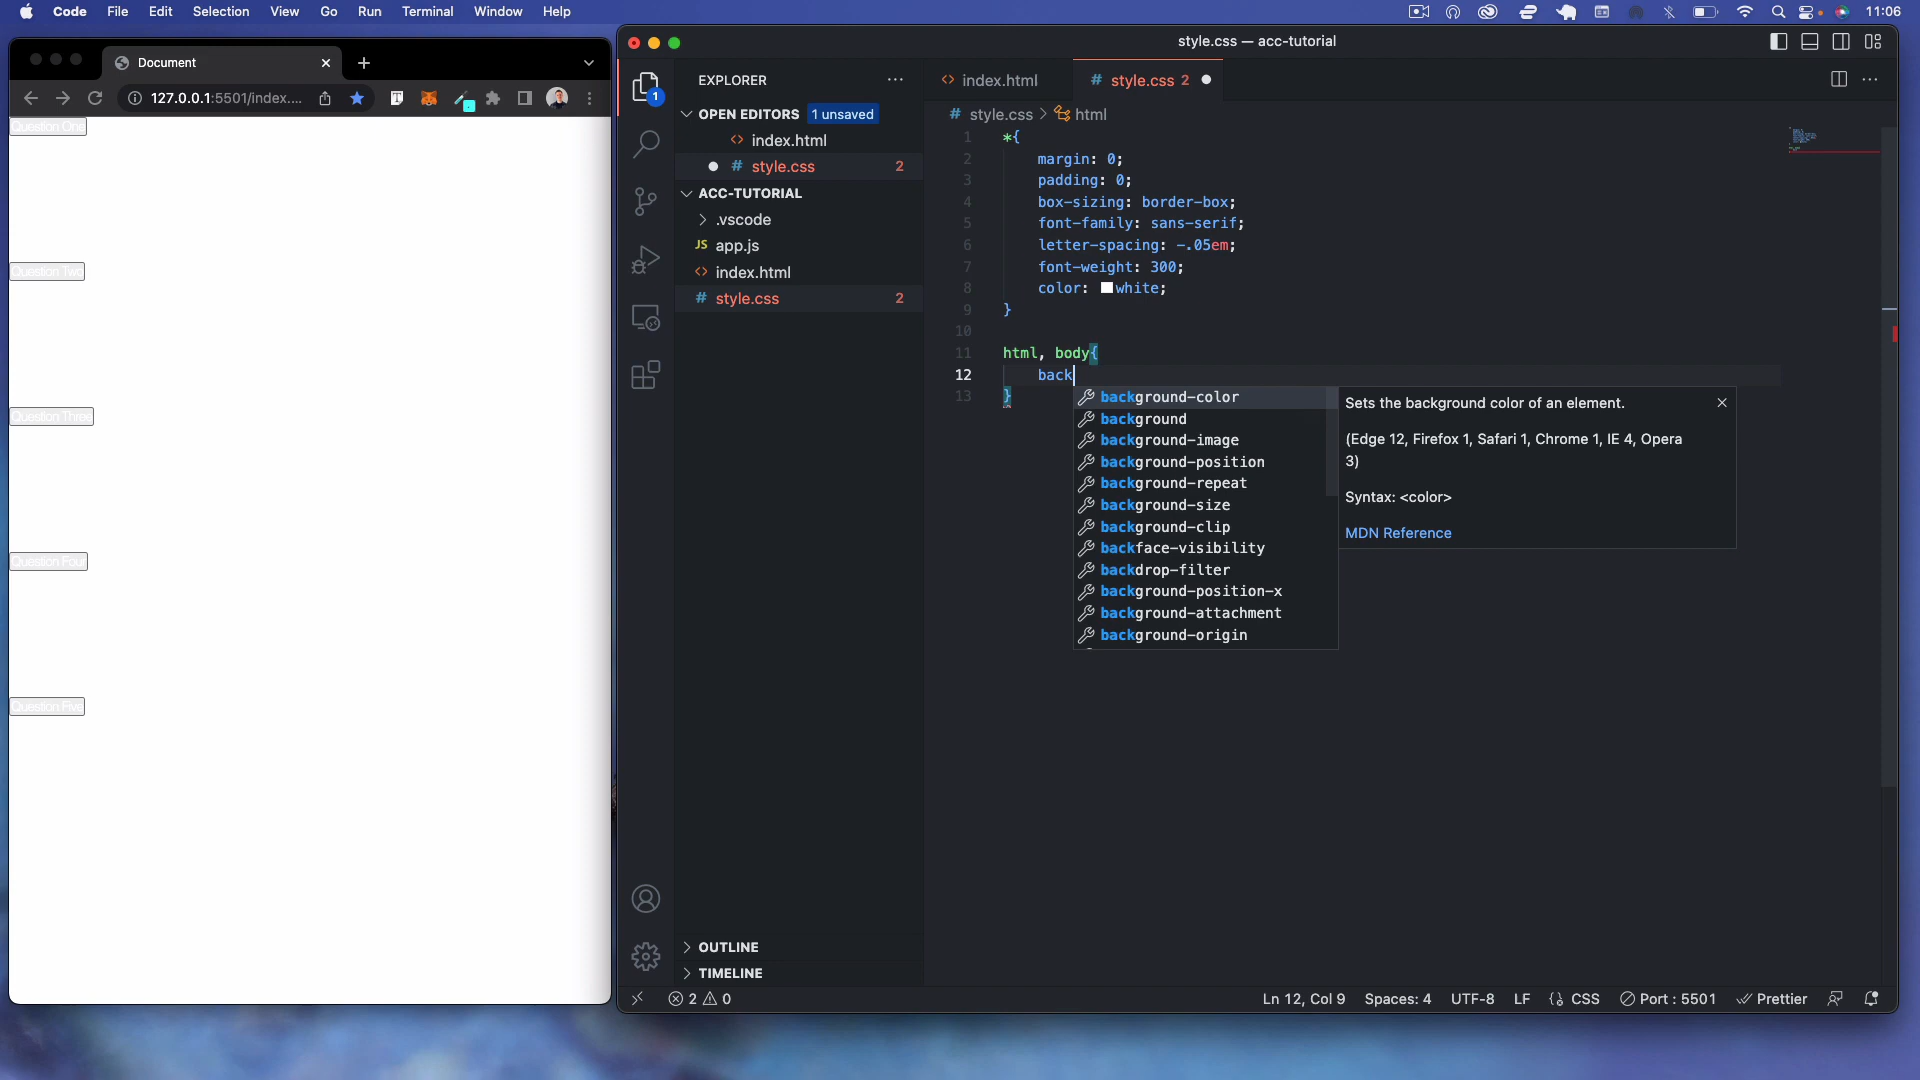 Code File Edit Selection View Go Run Terminal Window Help 11:06
Document
127.0.0.1:5501/index....
Question One
Question Two
Question Three
Question Four
Question Five
style.css — acc-tutorial
EXPLORER
OPEN EDITORS 1 unsaved
<> index.html
# style.css 2
ACC-TUTORIAL
.vscode
JS app.js
<> index.html
# style.css 2
OUTLINE
TIMELINE
1
<> index.html # style.css 2
# style.css > html
1 *{
2 margin: 0;
3 padding: 0;
4 box-sizing: border-box;
5 font-family: sans-serif;
6 letter-spacing: -.05em;
7 font-weight: 300;
8 color: white;
9 }
10
11 html, body{
12 back
13 }
background-color
background
background-image
background-position
background-repeat
background-size
background-clip
backface-visibility
backdrop-filter
background-position-x
background-attachment
background-origin
Sets the background color of an element.
(Edge 12, Firefox 1, Safari 1, Chrome 1, IE 4, Opera
3)
Syntax: <color>
MDN Reference
2 0 Ln 12, Col 9 Spaces: 4 UTF-8 LF {} CSS Port : 5501 Prettier